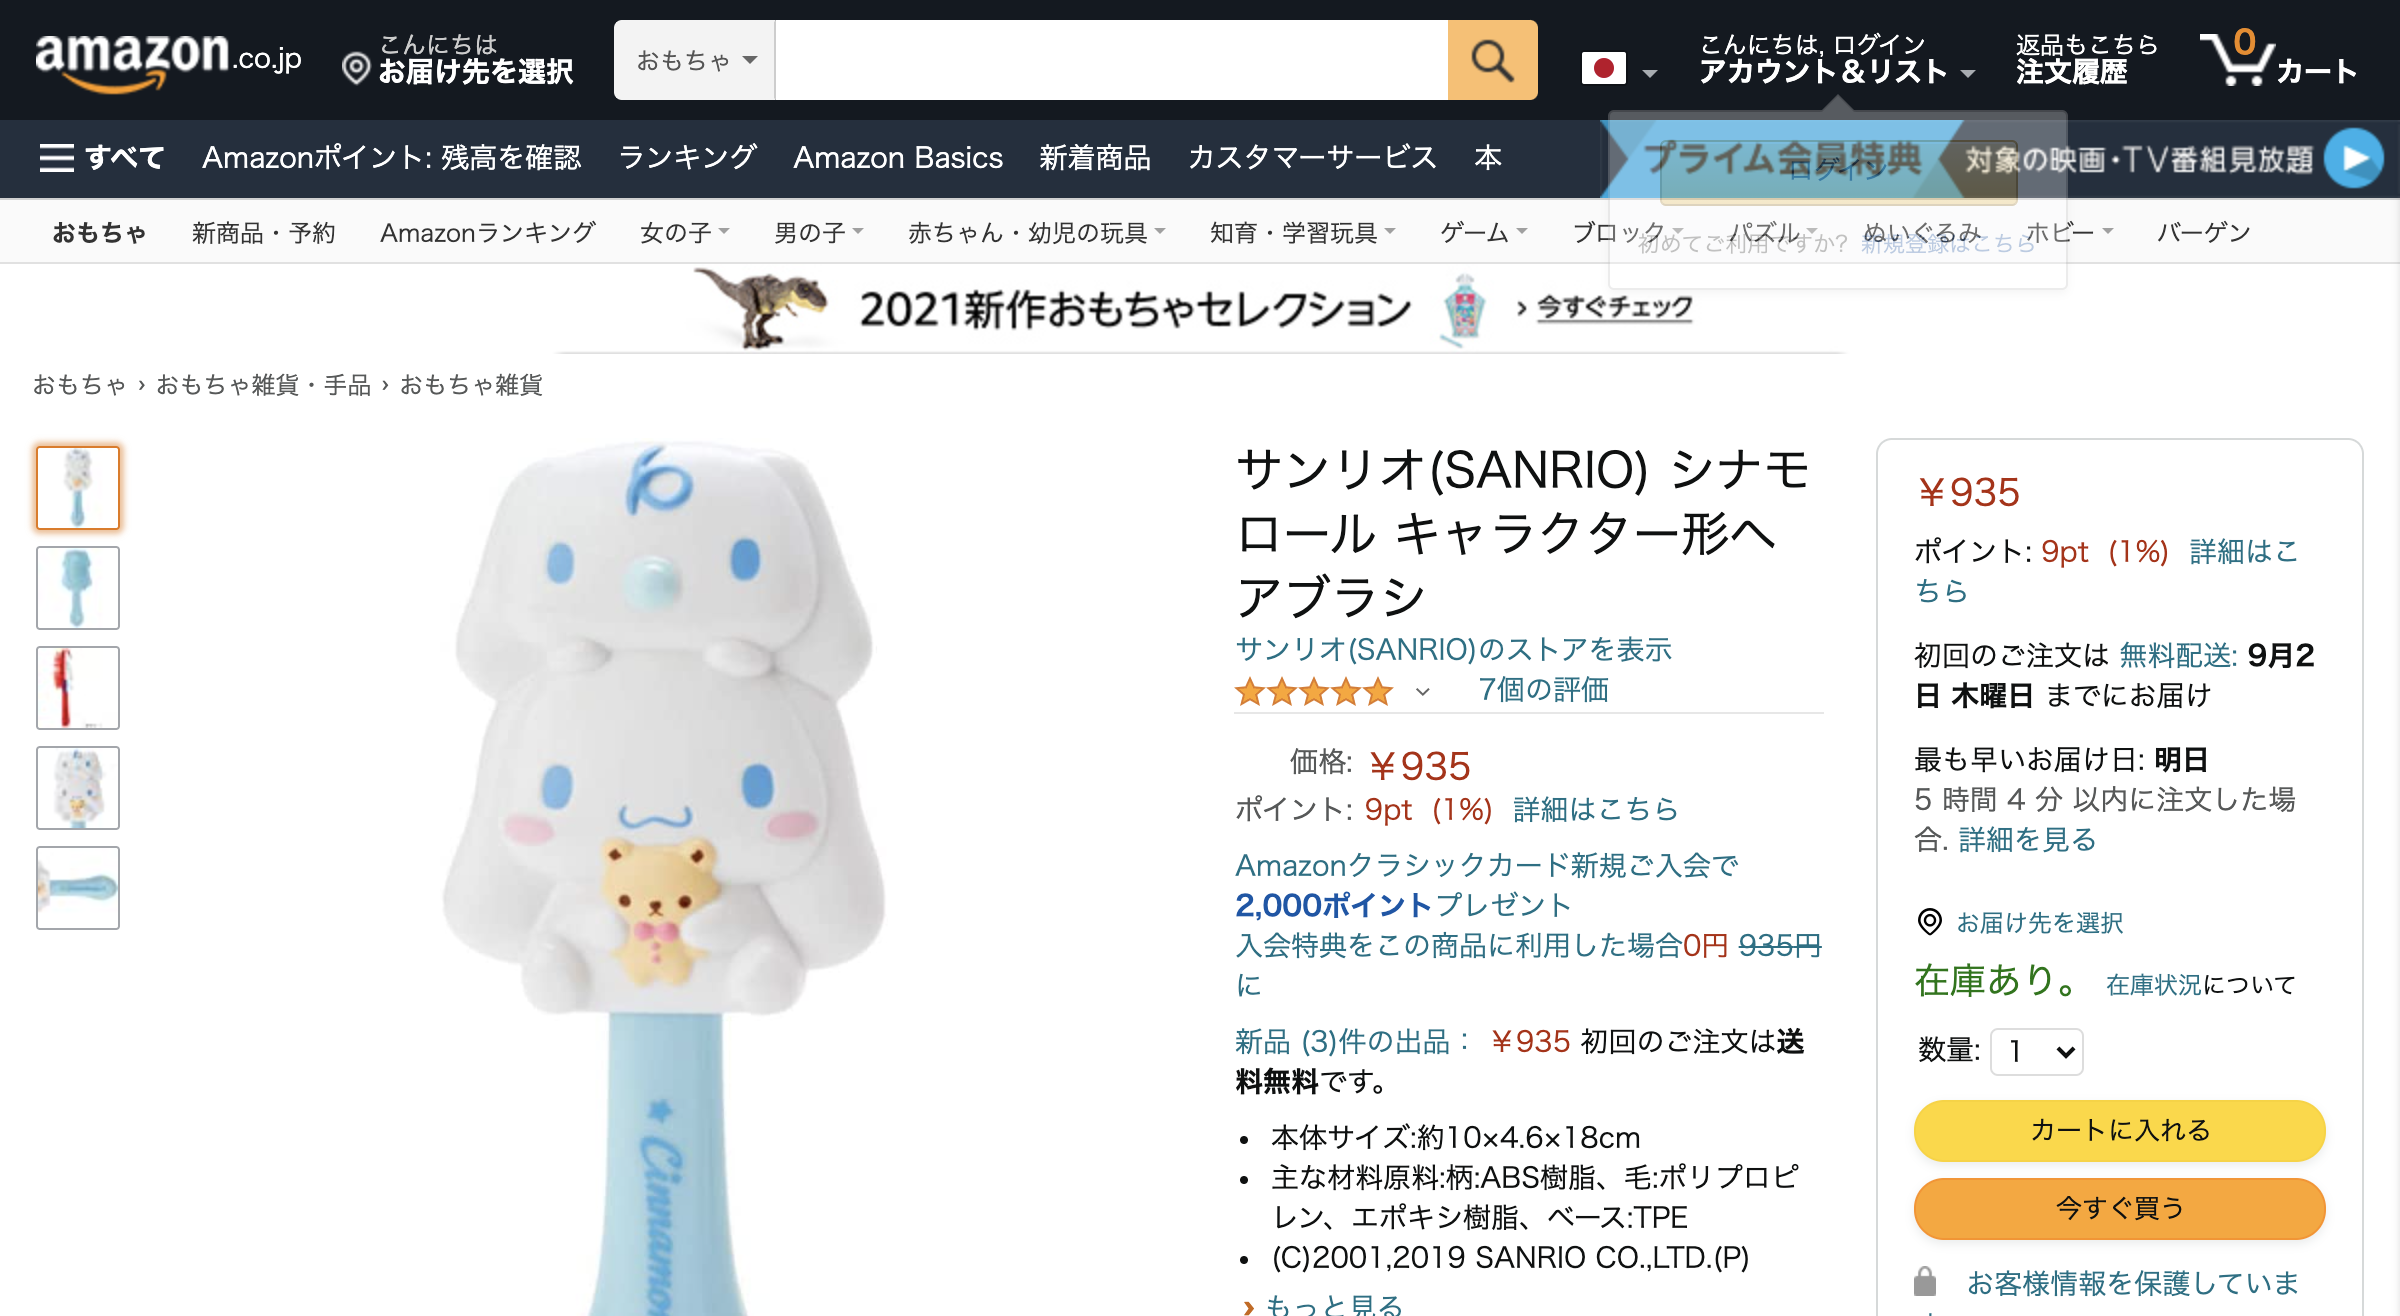 amazon.co.jp
こんにちは
お届け先を選択
おもちゃ
こんにちは, ログイン
アカウント＆リスト
返品もこちら
注文履歴
0
カート
すべて
Amazonポイント: 残高を確認
ランキング
Amazon Basics
新着商品
カスタマーサービス
本
プライム会員特典
対象の映画・TV番組見放題
ログイン
初めてご利用ですか? 新規登録はこちら
おもちゃ
新商品・予約
Amazonランキング
女の子
男の子
赤ちゃん・幼児の玩具
知育・学習玩具
ゲーム
ブロック
パズル
ぬいぐるみ
ホビー
バーゲン
2021新作おもちゃセレクション
› 今すぐチェック
おもちゃ › おもちゃ雑貨・手品 › おもちゃ雑貨
サンリオ(SANRIO) シナモ
ロール キャラクター形ヘ
アブラシ
サンリオ(SANRIO)のストアを表示
7個の評価
価格: ￥935
ポイント: 9pt (1%) 詳細はこちら
Amazonクラシックカード新規ご入会で
2,000ポイントプレゼント
入会特典をこの商品に利用した場合0円 935円
に
新品 (3)件の出品： ￥935 初回のご注文は送
料無料です。
• 本体サイズ:約10×4.6×18cm
• 主な材料原料:柄:ABS樹脂、毛:ポリプロピ
レン、エポキシ樹脂、ベース:TPE
• (C)2001,2019 SANRIO CO.,LTD.(P)
› もっと見る
￥935
ポイント: 9pt (1%) 詳細はこ
ちら
初回のご注文は 無料配送: 9月2
日 木曜日 までにお届け
最も早いお届け日: 明日
5 時間 4 分 以内に注文した場
合. 詳細を見る
お届け先を選択
在庫あり。 在庫状況について
数量: 1
カートに入れる
今すぐ買う
お客様情報を保護していま